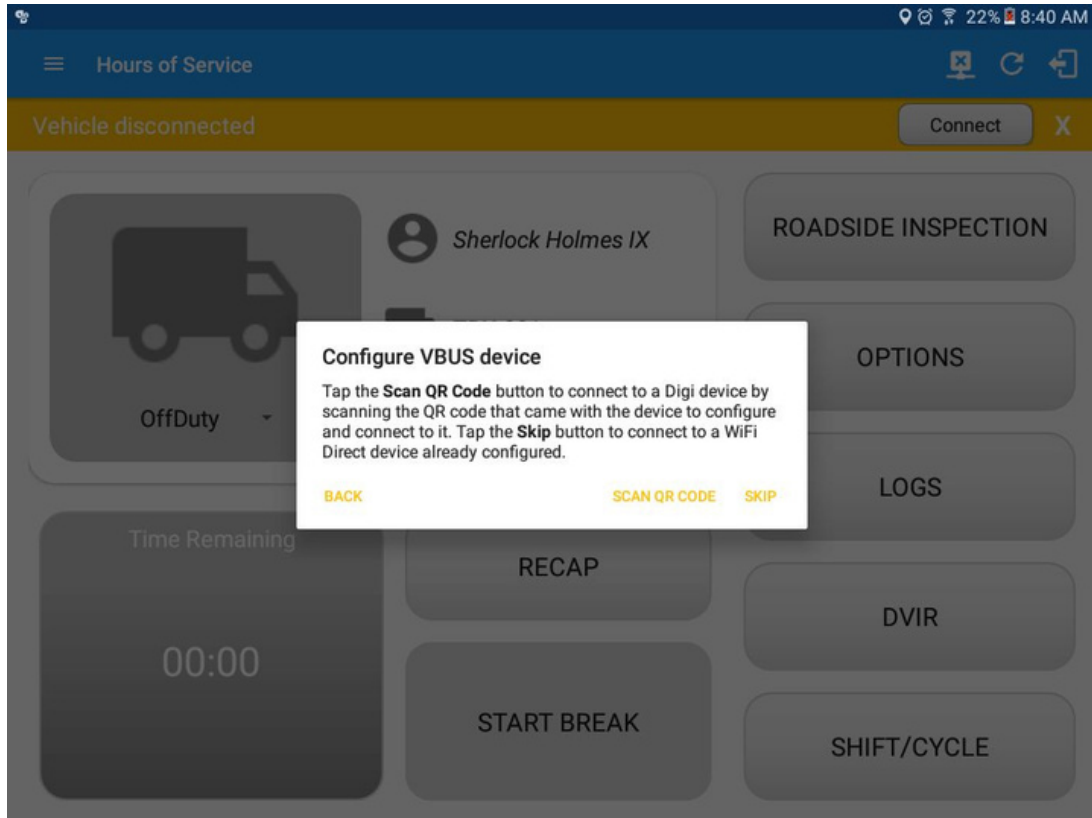 22% 8:40 AM
Hours of Service
Vehicle disconnected
Connect
X
Sherlock Holmes IX
OffDuty
ROADSIDE INSPECTION
OPTIONS
LOGS
DVIR
SHIFT/CYCLE
Configure VBUS device
Tap the Scan QR Code button to connect to a Digi device by
scanning the QR code that came with the device to configure
and connect to it. Tap the Skip button to connect to a WiFi
Direct device already configured.
BACK
SCAN QR CODE
SKIP
Time Remaining
00:00
RECAP
START BREAK